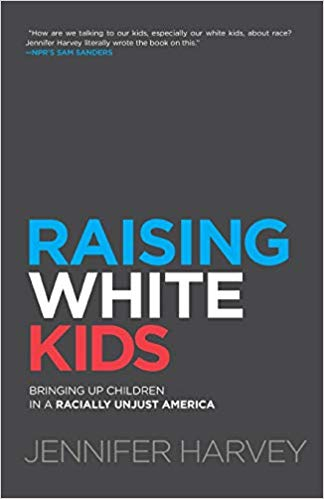 "How are we talking to our kids, especially our white kids, about race?
Jennifer Harvey literally wrote the book on this."
—NPR'S SAM SANDERS
RAISING
WHITE
KIDS
BRINGING UP CHILDREN
IN A RACIALLY UNJUST AMERICA
JENNIFER HARVEY